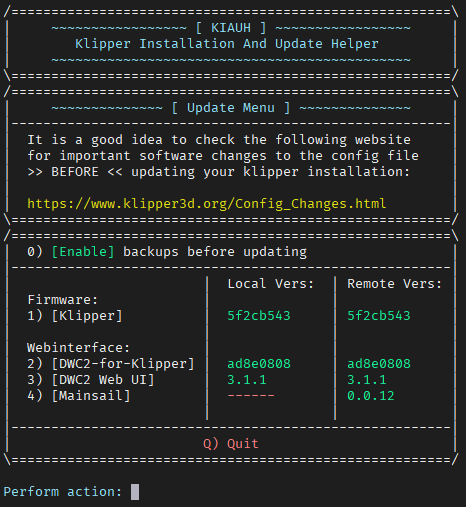 /=================================================\
|     ~~~~~~~~~~~~~~~~ [ KIAUH ] ~~~~~~~~~~~~~~~~     |
|        Klipper Installation And Update Helper        |
|     ~~~~~~~~~~~~~~~~~~~~~~~~~~~~~~~~~~~~~~~~~~~     |
\=================================================/
/=================================================\
|     ~~~~~~~~~~~~~~ [ Update Menu ] ~~~~~~~~~~~~~~     |
|-------------------------------------------------|
|  It is a good idea to check the following website
|  for important software changes to the config file  |
|  >> BEFORE << updating your klipper installation:  |
|  https://www.klipper3d.org/Config_Changes.html  |
\=================================================/
/=================================================\
|  0) [Enable] backups before updating  |
|-------------------------------------------------|
|  |  Local Vers:  |  Remote Vers: |
|  Firmware:  |  |  |
|  1) [Klipper]  |  5f2cb543  |  5f2cb543  |
|  Webinterface:  |  |  |
|  2) [DWC2-for-Klipper] |  ad8e0808  |  ad8e0808  |
|  3) [DWC2 Web UI]  |  3.1.1  |  3.1.1  |
|  4) [Mainsail]  |  ------  |  0.0.12  |
|-------------------------------------------------|
|  Q) Quit  |
\=================================================/
Perform action: